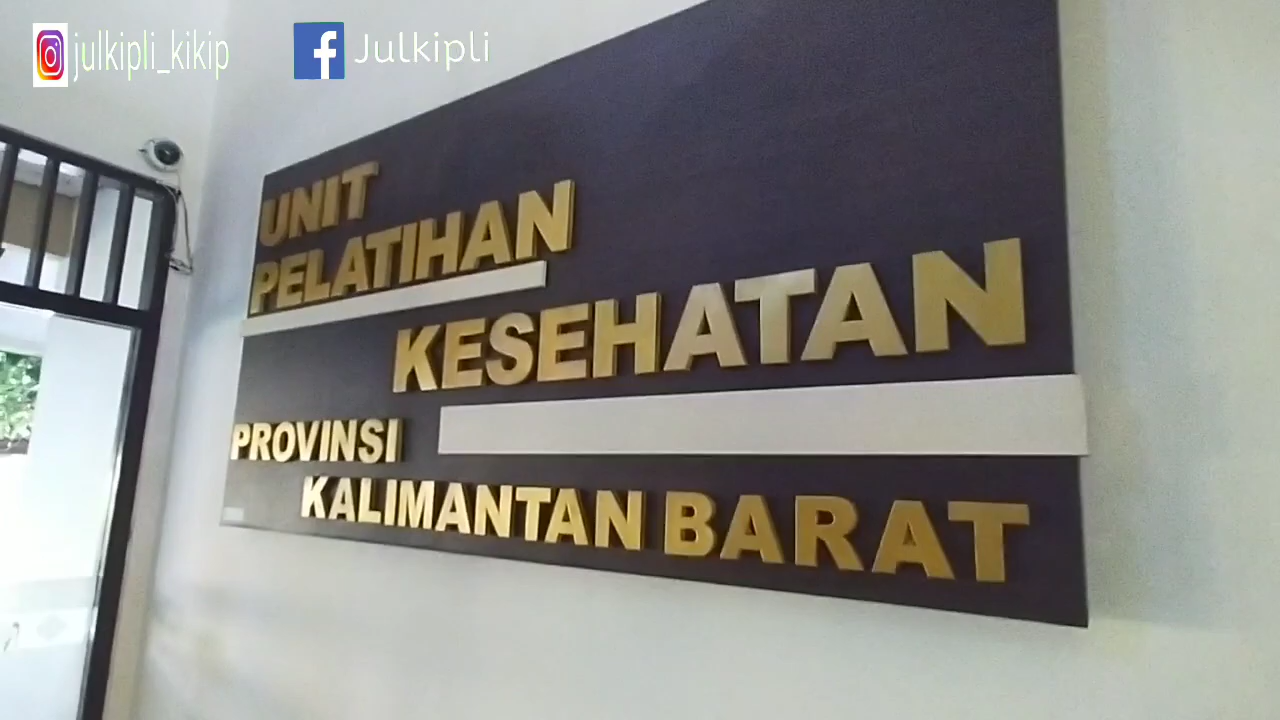 julkipli_kikip
Julkipli
UNIT
PELATIHAN
KESEHATAN
PROVINSI
KALIMANTAN BARAT